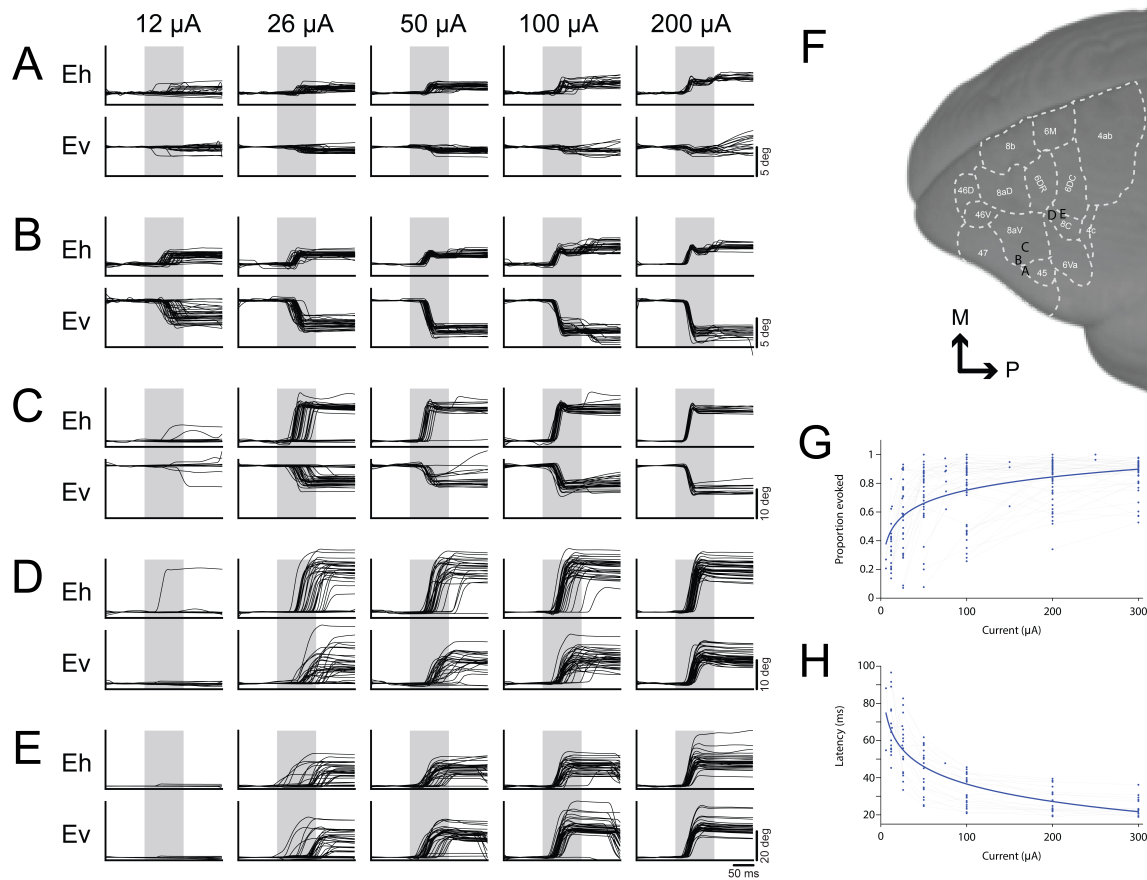 12 µA 26 µA 50 µA 100 µA 200 µA
A
Eh
Ev
5 deg
B
Eh
Ev
5 deg
C
Eh
Ev
10 deg
D
Eh
Ev
10 deg
E
Eh
Ev
20 deg
50 ms
F
6M
4ab
8b
46D
8aD
6DR
6DC
46V
D E
8C
4c
8aV
47
C
B
A
45
6Va
M
P
G
Proportion evoked
1
0.8
0.6
0.4
0.2
0
0 100 200 300
Current (µA)
H
Latency (ms)
100
80
60
40
20
0 100 200 300
Current (µA)